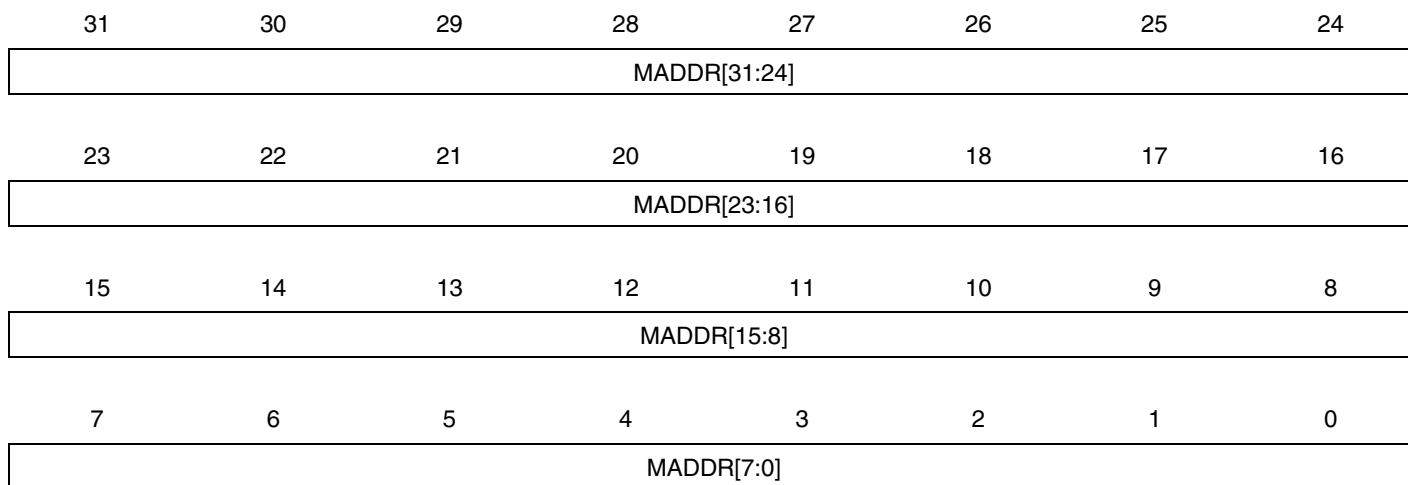 31 30 29 28 27 26 25 24
MADDR[31:24]
23 22 21 20 19 18 17 16
MADDR[23:16]
15 14 13 12 11 10 9 8
MADDR[15:8]
7 6 5 4 3 2 1 0
MADDR[7:0]